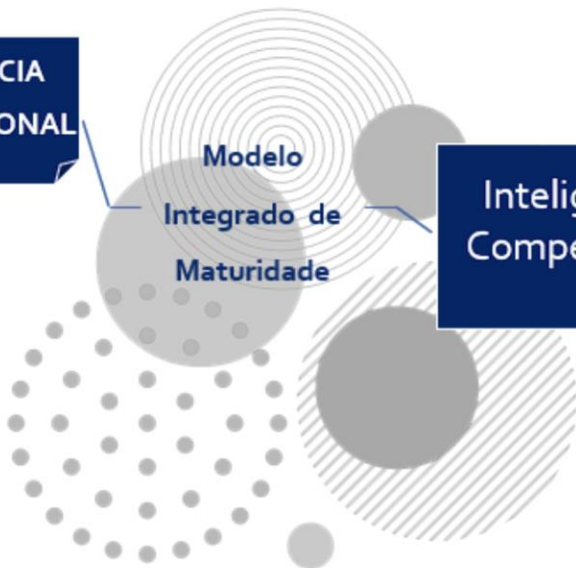 CIA
ONAL
Modelo
Integrado de
Maturidade
Intelig
Compe